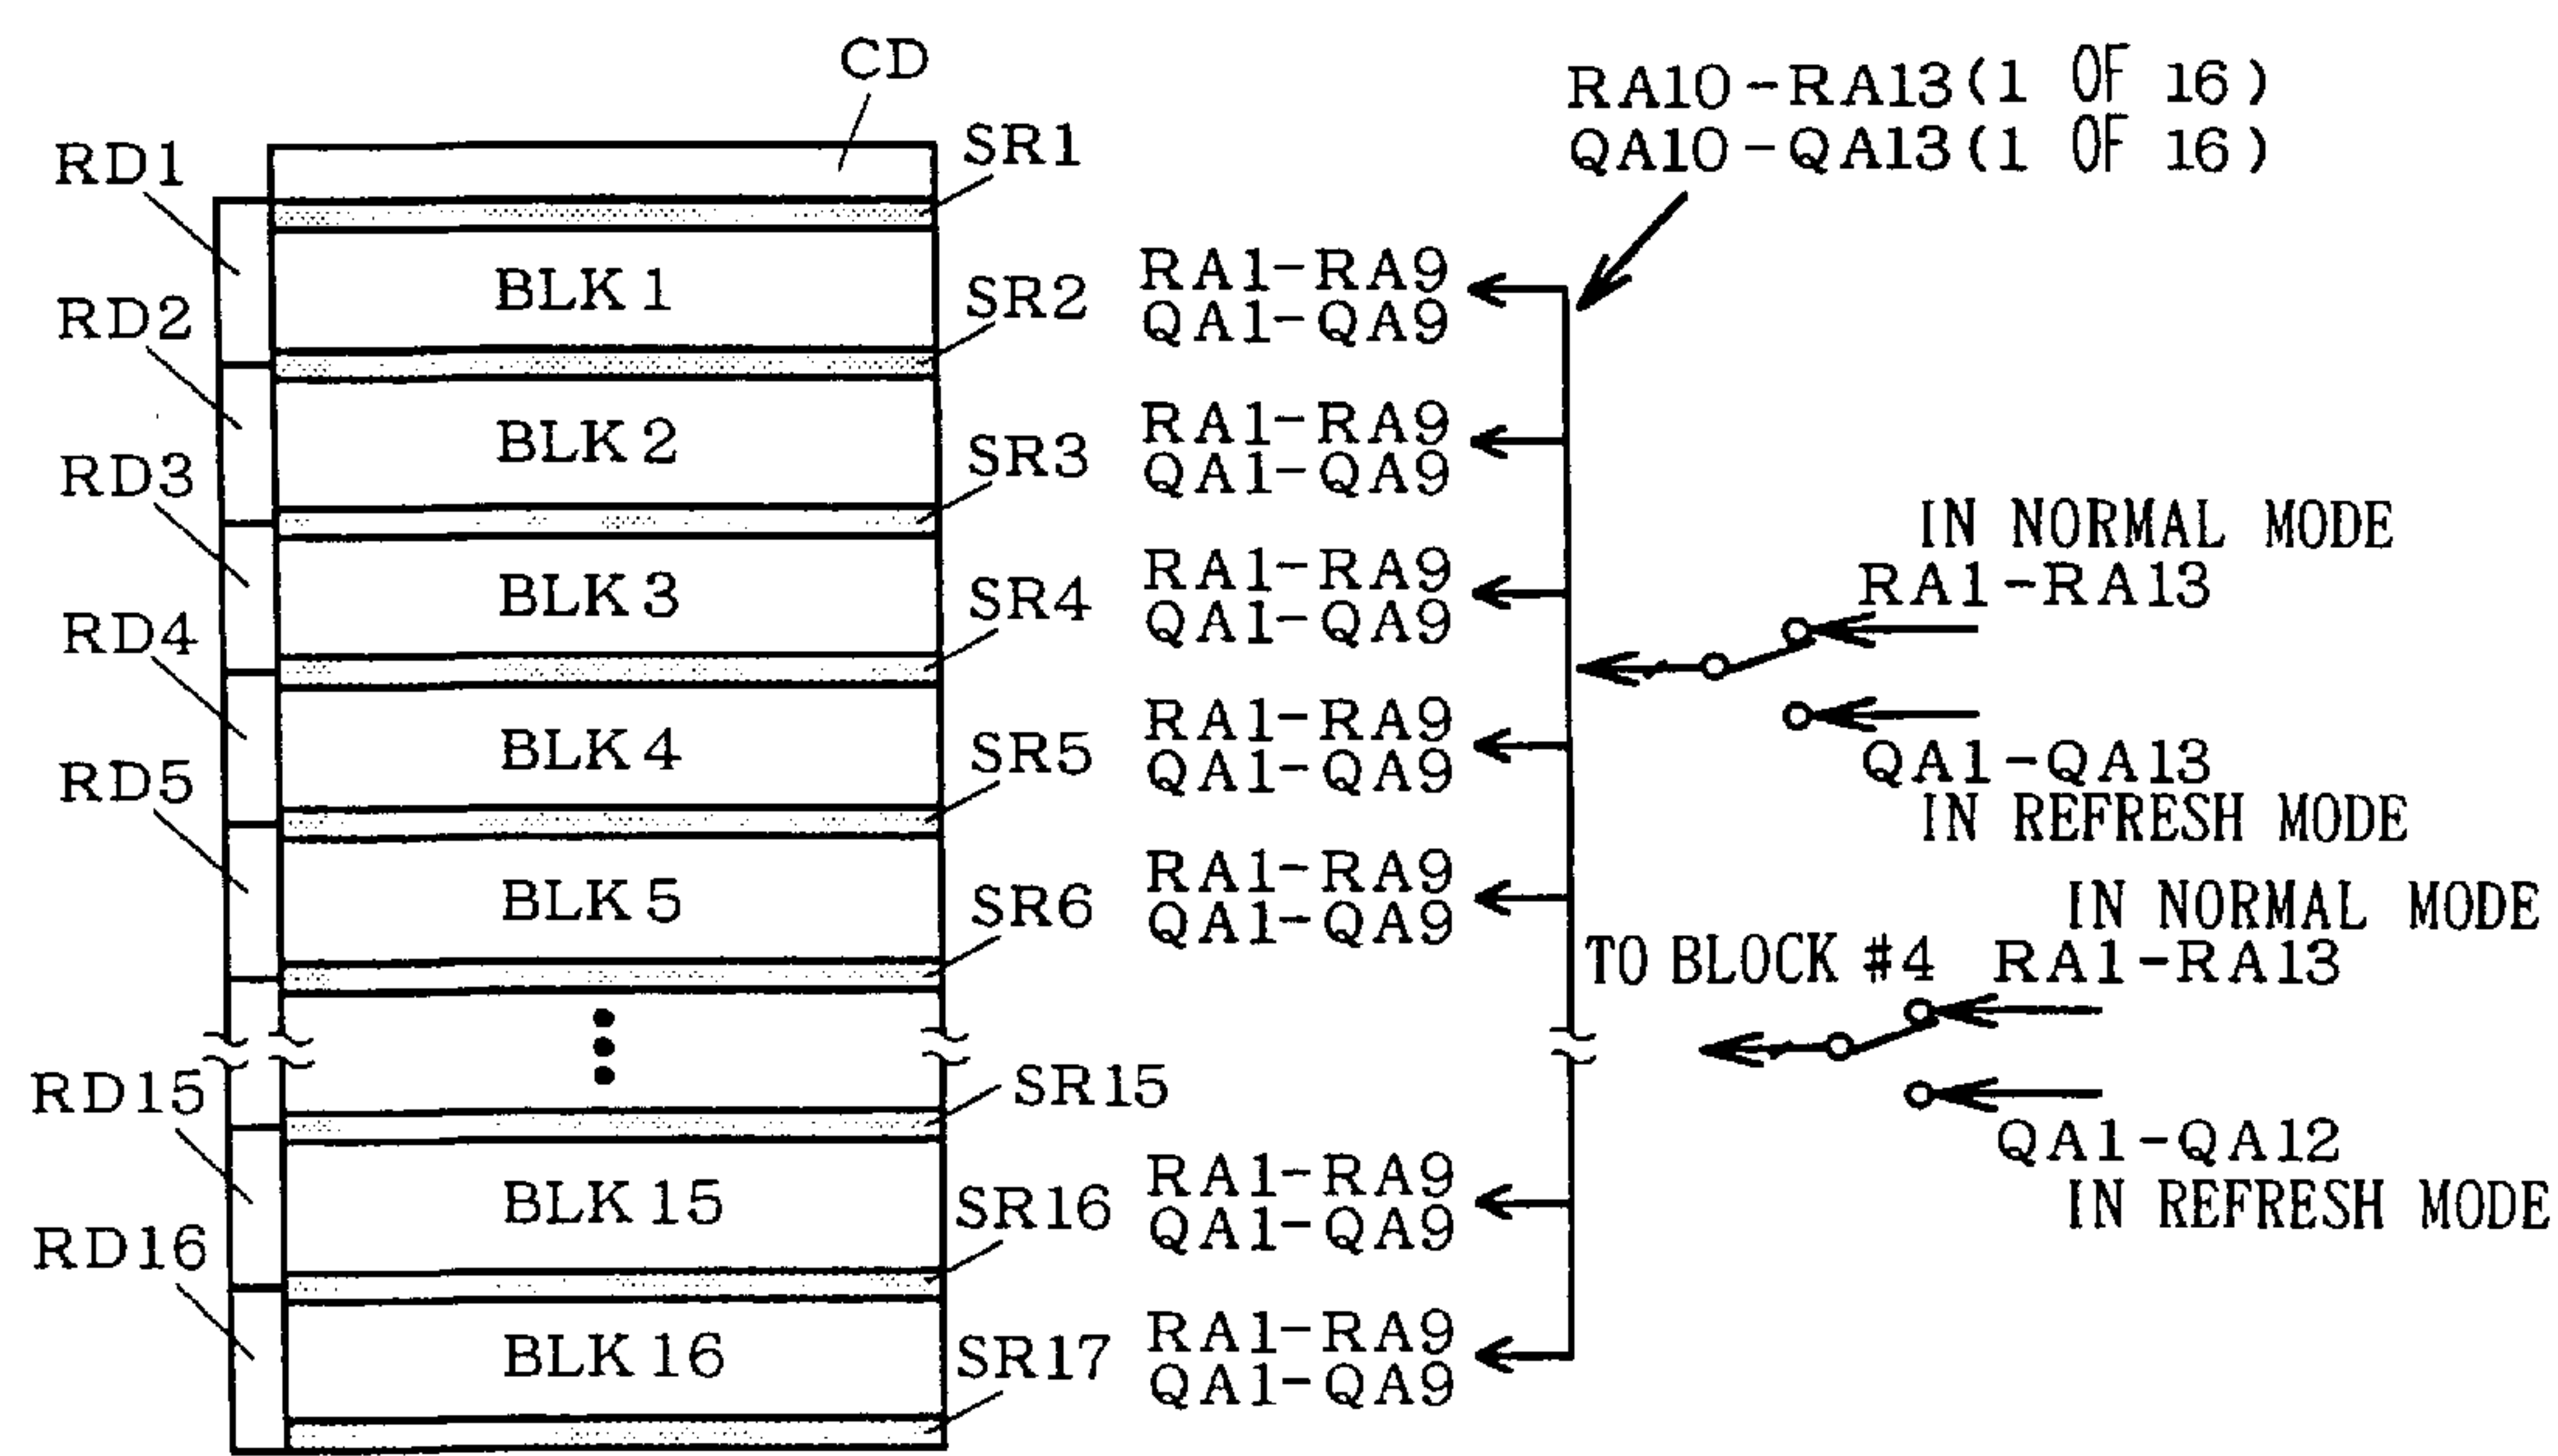 CD
RD1
RD2
RD3
RD4
RD5
RD15
RD16
BLK 1
BLK 2
BLK 3
BLK 4
BLK 5
BLK 15
BLK 16
SR1
SR2
SR3
SR4
SR5
SR6
SR15
SR16
SR17
RA10-RA13(1 OF 16)
QA10-QA13(1 OF 16)
RA1-RA9
QA1-QA9
RA1-RA9
QA1-QA9
RA1-RA9
QA1-QA9
RA1-RA9
QA1-QA9
RA1-RA9
QA1-QA9
RA1-RA9
QA1-QA9
RA1-RA9
QA1-QA9
IN NORMAL MODE
RA1-RA13
QA1-QA13
IN REFRESH MODE
IN NORMAL MODE
TO BLOCK #4 RA1-RA13
QA1-QA12
IN REFRESH MODE